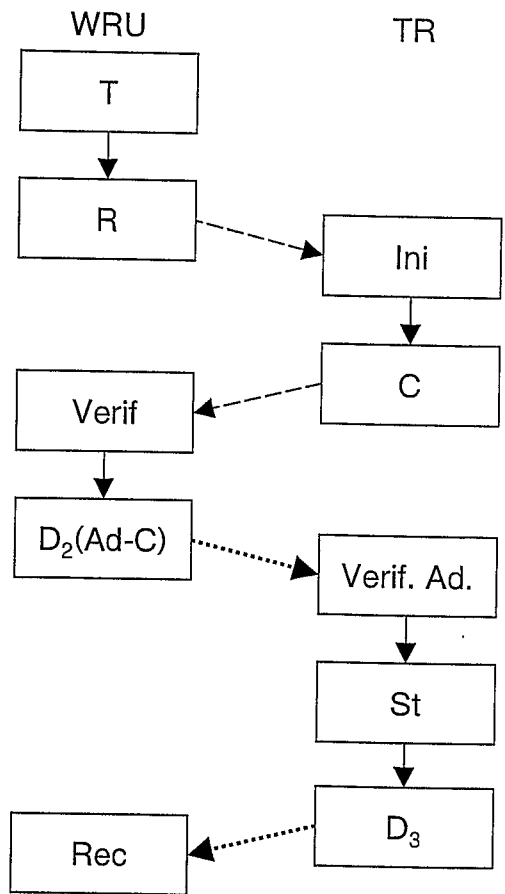 WRU
TR
T
R
Ini
C
Verif
D₂(Ad-C)
Verif. Ad.
St
D₃
Rec